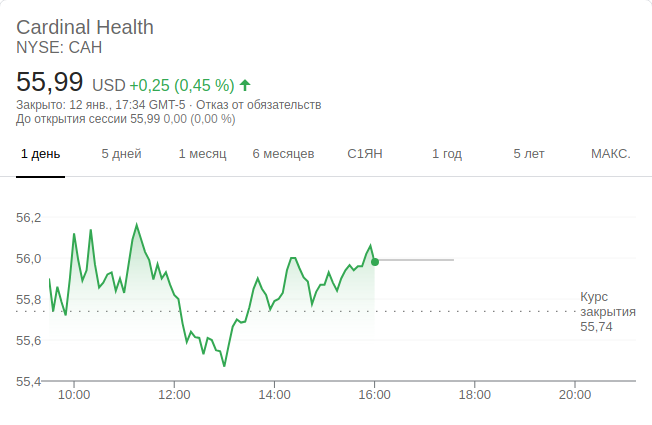 Cardinal Health
NYSE: CAH
55,99 USD +0,25 (0,45 %)
Закрыто: 12 янв., 17:34 GMT-5 · Отказ от обязательств
До открытия сессии 55,99 0,00 (0,00 %)
1 день 5 дней 1 месяц 6 месяцев С1ЯН 1 год 5 лет МАКС.
56,2
56,0
55,8
55,6
55,4
Курс
закрытия
55,74
10:00 12:00 14:00 16:00 18:00 20:00